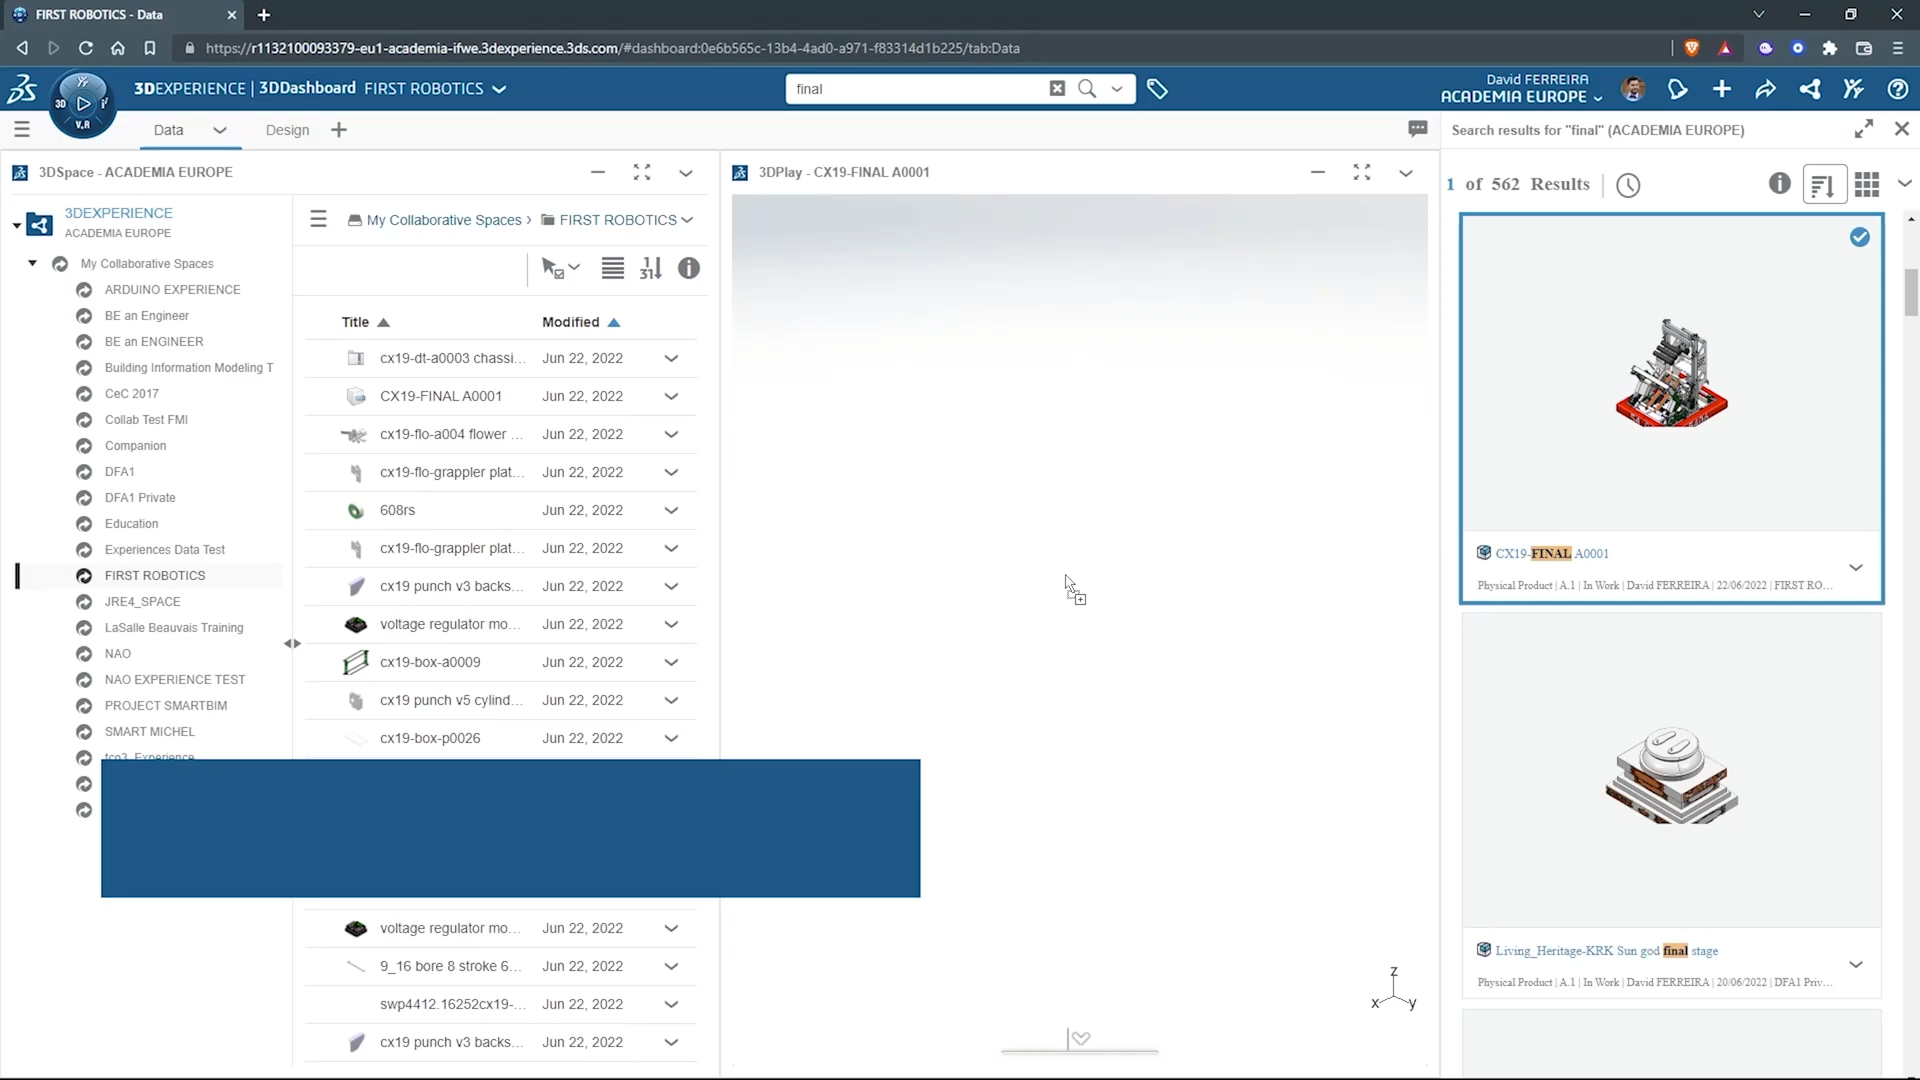 FIRST ROBOTICS - Data
https://r1132100093379-eu1-academia-ifwe.3dexperience.3ds.com/#dashboard:0e6b565c-13b4-4ad0-a971-f83314d1b225/tab:Data
3D
V.R
3DEXPERIENCE | 3DDashboard FIRST ROBOTICS
final
David FERREIRA
ACADEMIA EUROPE
Data
Design
Search results for "final" (ACADEMIA EUROPE)
3DSpace - ACADEMIA EUROPE
3DPlay - CX19-FINAL A0001
1 of 562 Results
3DEXPERIENCE
ACADEMIA EUROPE
My Collaborative Spaces
ARDUINO EXPERIENCE
BE an Engineer
BE an ENGINEER
Building Information Modeling T
CeC 2017
Collab Test FMI
Companion
DFA1
DFA1 Private
Education
Experiences Data Test
FIRST ROBOTICS
JRE4_SPACE
LaSalle Beauvais Training
NAO
NAO EXPERIENCE TEST
PROJECT SMARTBIM
SMART MICHEL
tcp3_Experience
My Collaborative Spaces › FIRST ROBOTICS
Title Modified
cx19-dt-a0003 chassi... Jun 22, 2022
CX19-FINAL A0001 Jun 22, 2022
cx19-flo-a004 flower ... Jun 22, 2022
cx19-flo-grappler plat... Jun 22, 2022
608rs Jun 22, 2022
cx19-flo-grappler plat... Jun 22, 2022
cx19 punch v3 backs... Jun 22, 2022
voltage regulator mo... Jun 22, 2022
cx19-box-a0009 Jun 22, 2022
cx19 punch v5 cylind... Jun 22, 2022
cx19-box-p0026 Jun 22, 2022
voltage regulator mo... Jun 22, 2022
9_16 bore 8 stroke 6... Jun 22, 2022
swp4412.16252cx19-... Jun 22, 2022
cx19 punch v3 backs... Jun 22, 2022
z
x y
CX19-FINAL A0001
Physical Product | A.1 | In Work | David FERREIRA | 22/06/2022 | FIRST RO...
Living_Heritage-KRK Sun god final stage
Physical Product | A.1 | In Work | David FERREIRA | 20/06/2022 | DFA1 Priv...